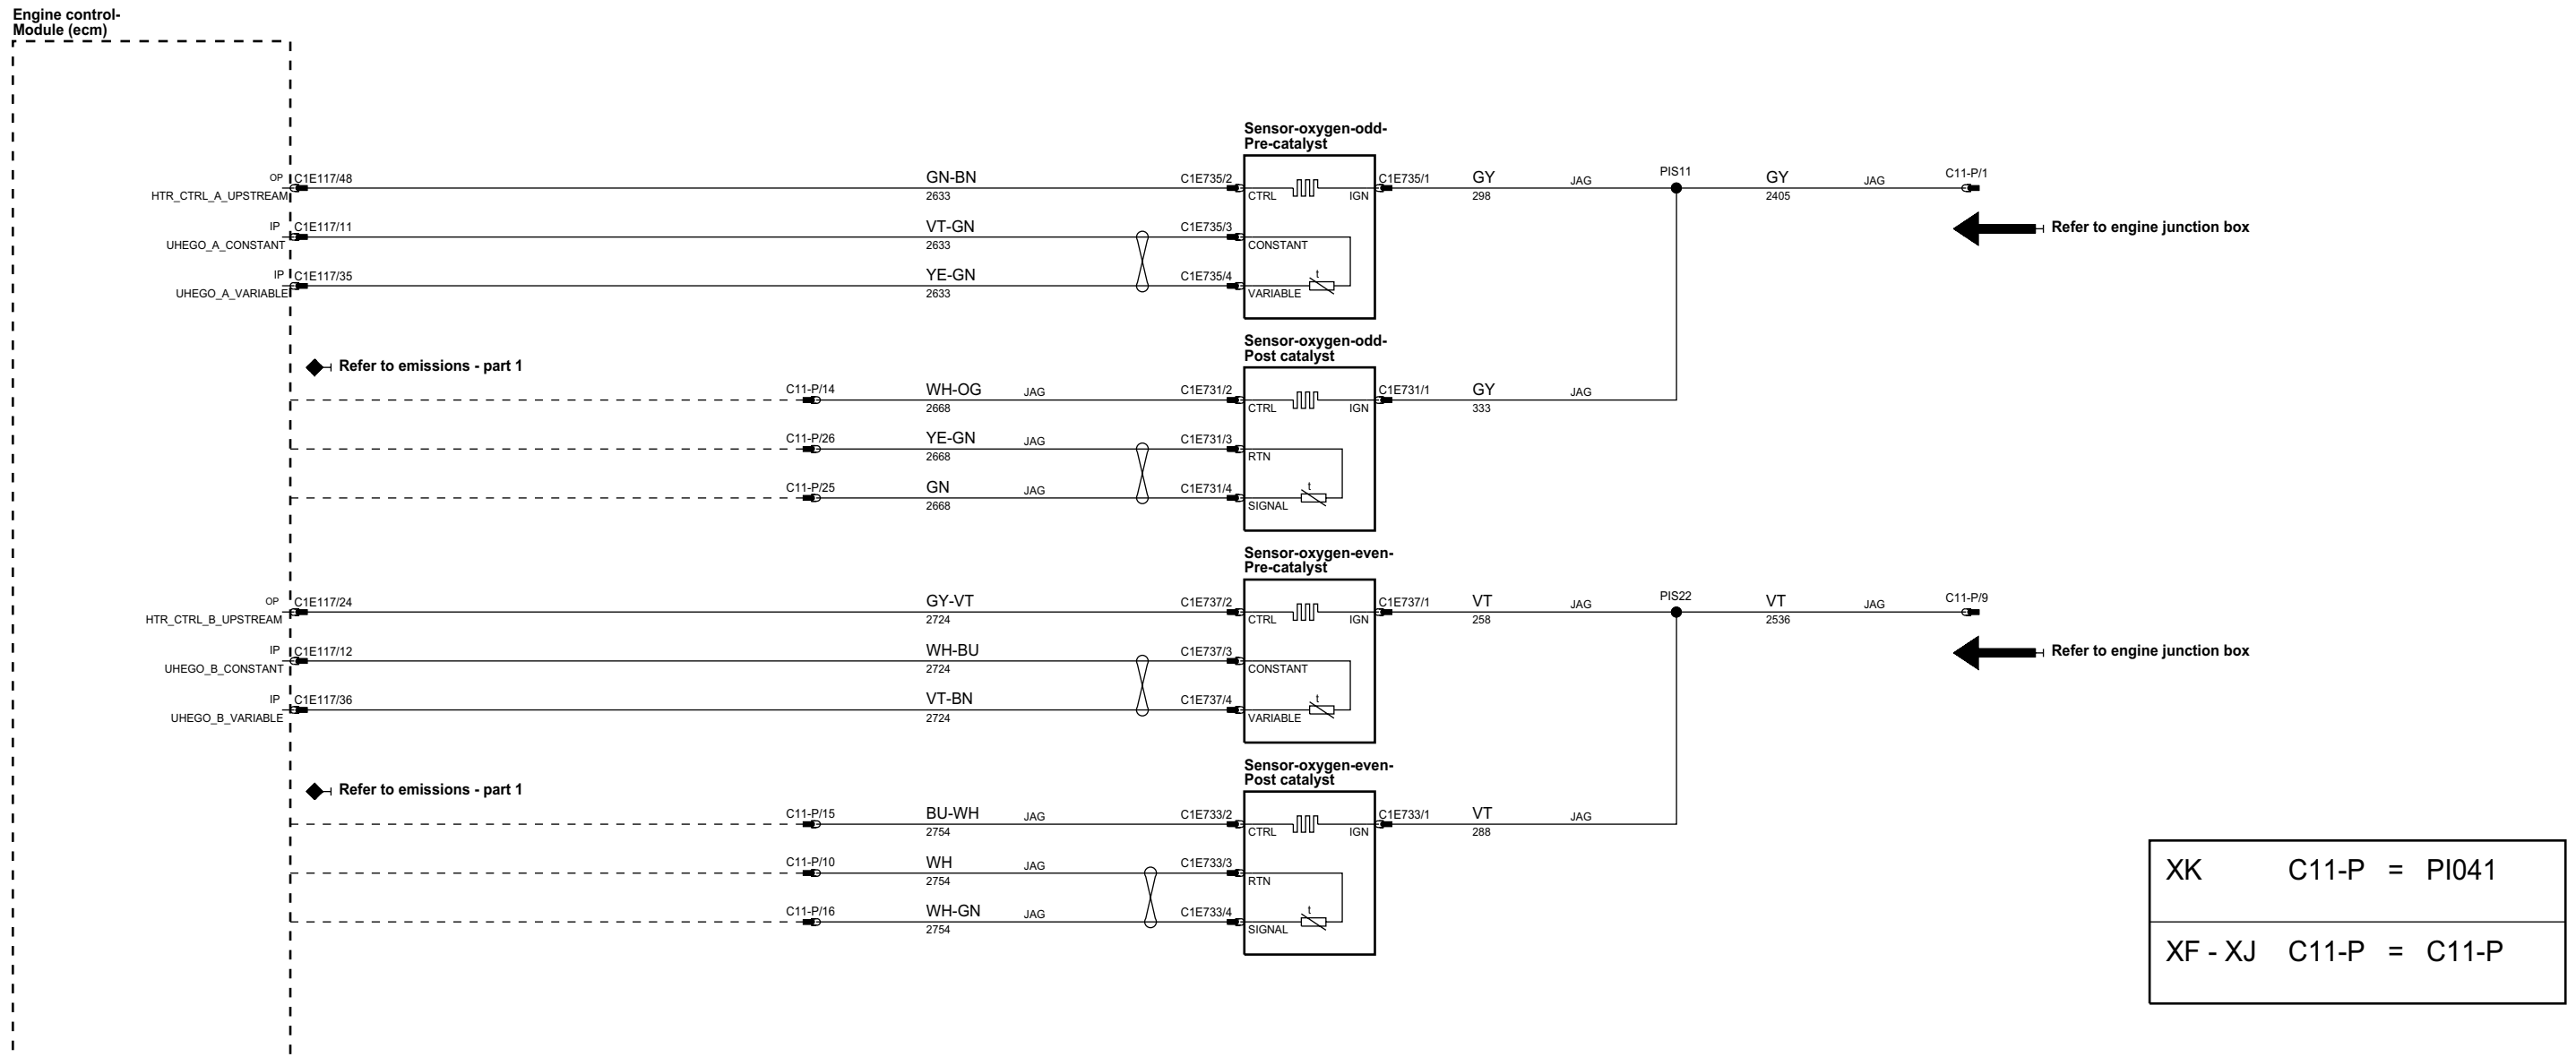 Engine control-
Module (ecm)
Sensor-oxygen-odd-
Pre-catalyst
OP C1E117/48 GN-BN C1E735/2 C1E735/1 GY JAG PIS11 GY JAG C11-P/1
HTR_CTRL_A_UPSTREAM 2633 CTRL IGN 298 2405
IP C1E117/11 VT-GN C1E735/3 Refer to engine junction box
UHEGO_A_CONSTANT 2633 CONSTANT
IP C1E117/35 YE-GN C1E735/4 t
UHEGO_A_VARIABLE 2633 VARIABLE
Sensor-oxygen-odd-
Post catalyst
Refer to emissions - part 1
C11-P/14 WH-OG JAG C1E731/2 C1E731/1 GY JAG
2668 CTRL IGN 333
C11-P/26 YE-GN JAG C1E731/3
2668 RTN
C11-P/25 GN JAG C1E731/4 t
2668 SIGNAL
Sensor-oxygen-even-
Pre-catalyst
OP C1E117/24 GY-VT C1E737/2 C1E737/1 VT JAG PIS22 VT JAG C11-P/9
HTR_CTRL_B_UPSTREAM 2724 CTRL IGN 258 2536
IP C1E117/12 WH-BU C1E737/3 Refer to engine junction box
UHEGO_B_CONSTANT 2724 CONSTANT
IP C1E117/36 VT-BN C1E737/4 t
UHEGO_B_VARIABLE 2724 VARIABLE
Sensor-oxygen-even-
Post catalyst
Refer to emissions - part 1
C11-P/15 BU-WH JAG C1E733/2 C1E733/1 VT JAG
2754 CTRL IGN 288
C11-P/10 WH JAG C1E733/3
2754 RTN
C11-P/16 WH-GN JAG C1E733/4 t
2754 SIGNAL
XK C11-P = PI041
XF - XJ C11-P = C11-P